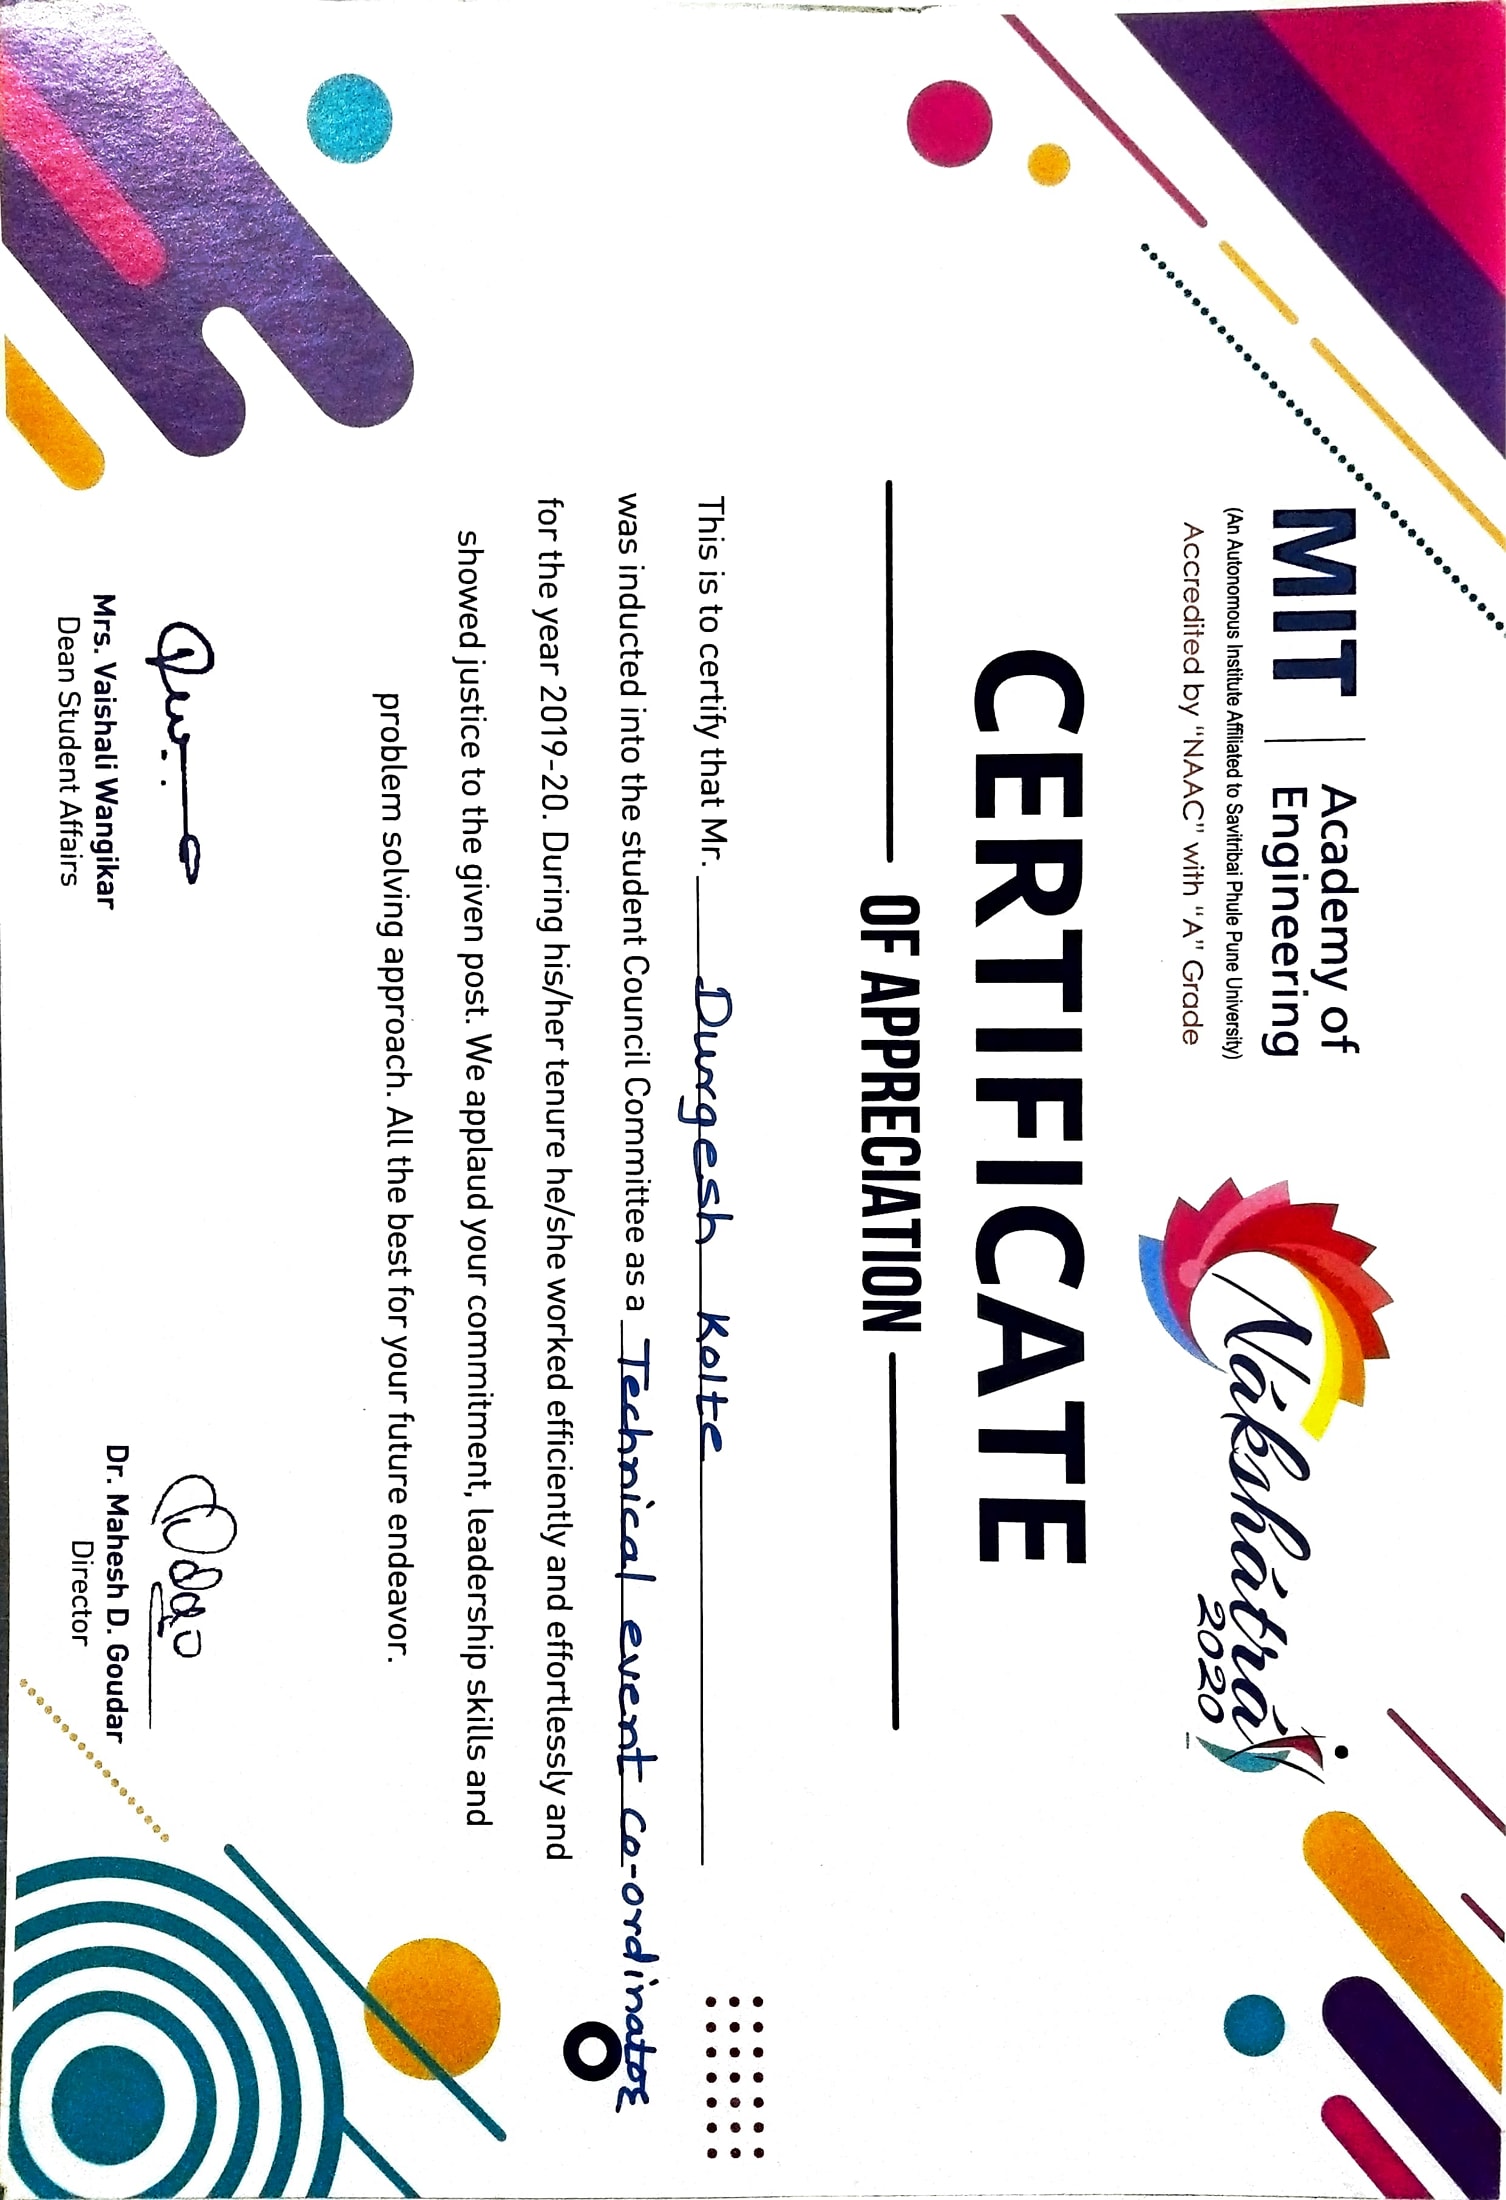 MIT
Academy of
Engineering
(An Autonomous Institute Affiliated to Savitribai Phule Pune University)
Accredited by "NAAC" with "A" Grade
Nakshatra
2020
CERTIFICATE
OF APPRECIATION
This is to certify that Mr. Durgesh Kolte
was inducted into the student Council Committee as a Technical event co-ordinator
for the year 2019-20. During his/her tenure he/she worked efficiently and effortlessly and
showed justice to the given post. We applaud your commitment, leadership skills and
problem solving approach. All the best for your future endeavor.
Mrs. Vaishali Wangikar
Dean Student Affairs
Dr. Mahesh D. Goudar
Director